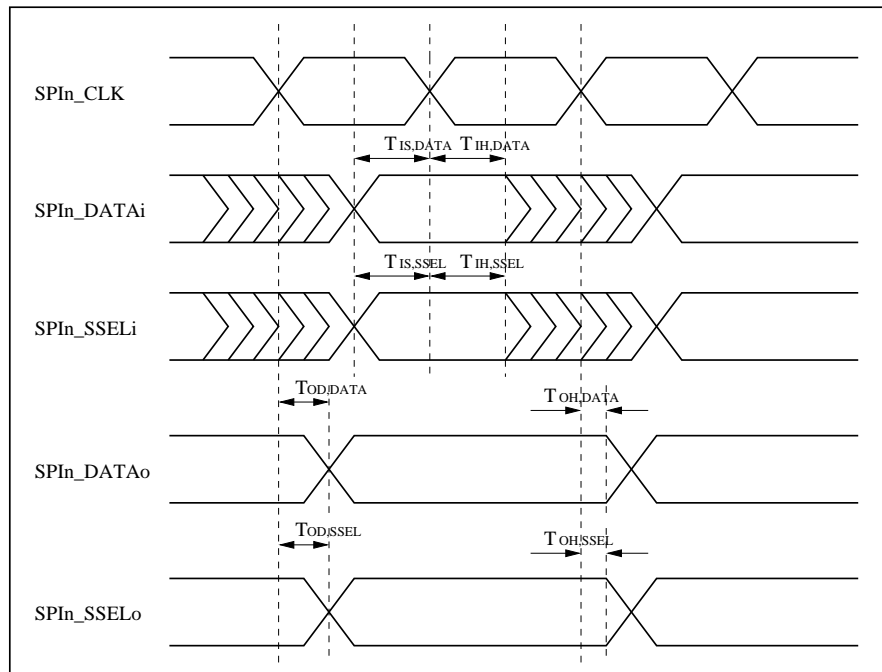 SPIn_CLK
TIS,DATA TIH,DATA
SPIn_DATAi
TIS,SSEL TIH,SSEL
SPIn_SSELi
TOD,DATA TOH,DATA
SPIn_DATAo
TOD,SSEL TOH,SSEL
SPIn_SSELo